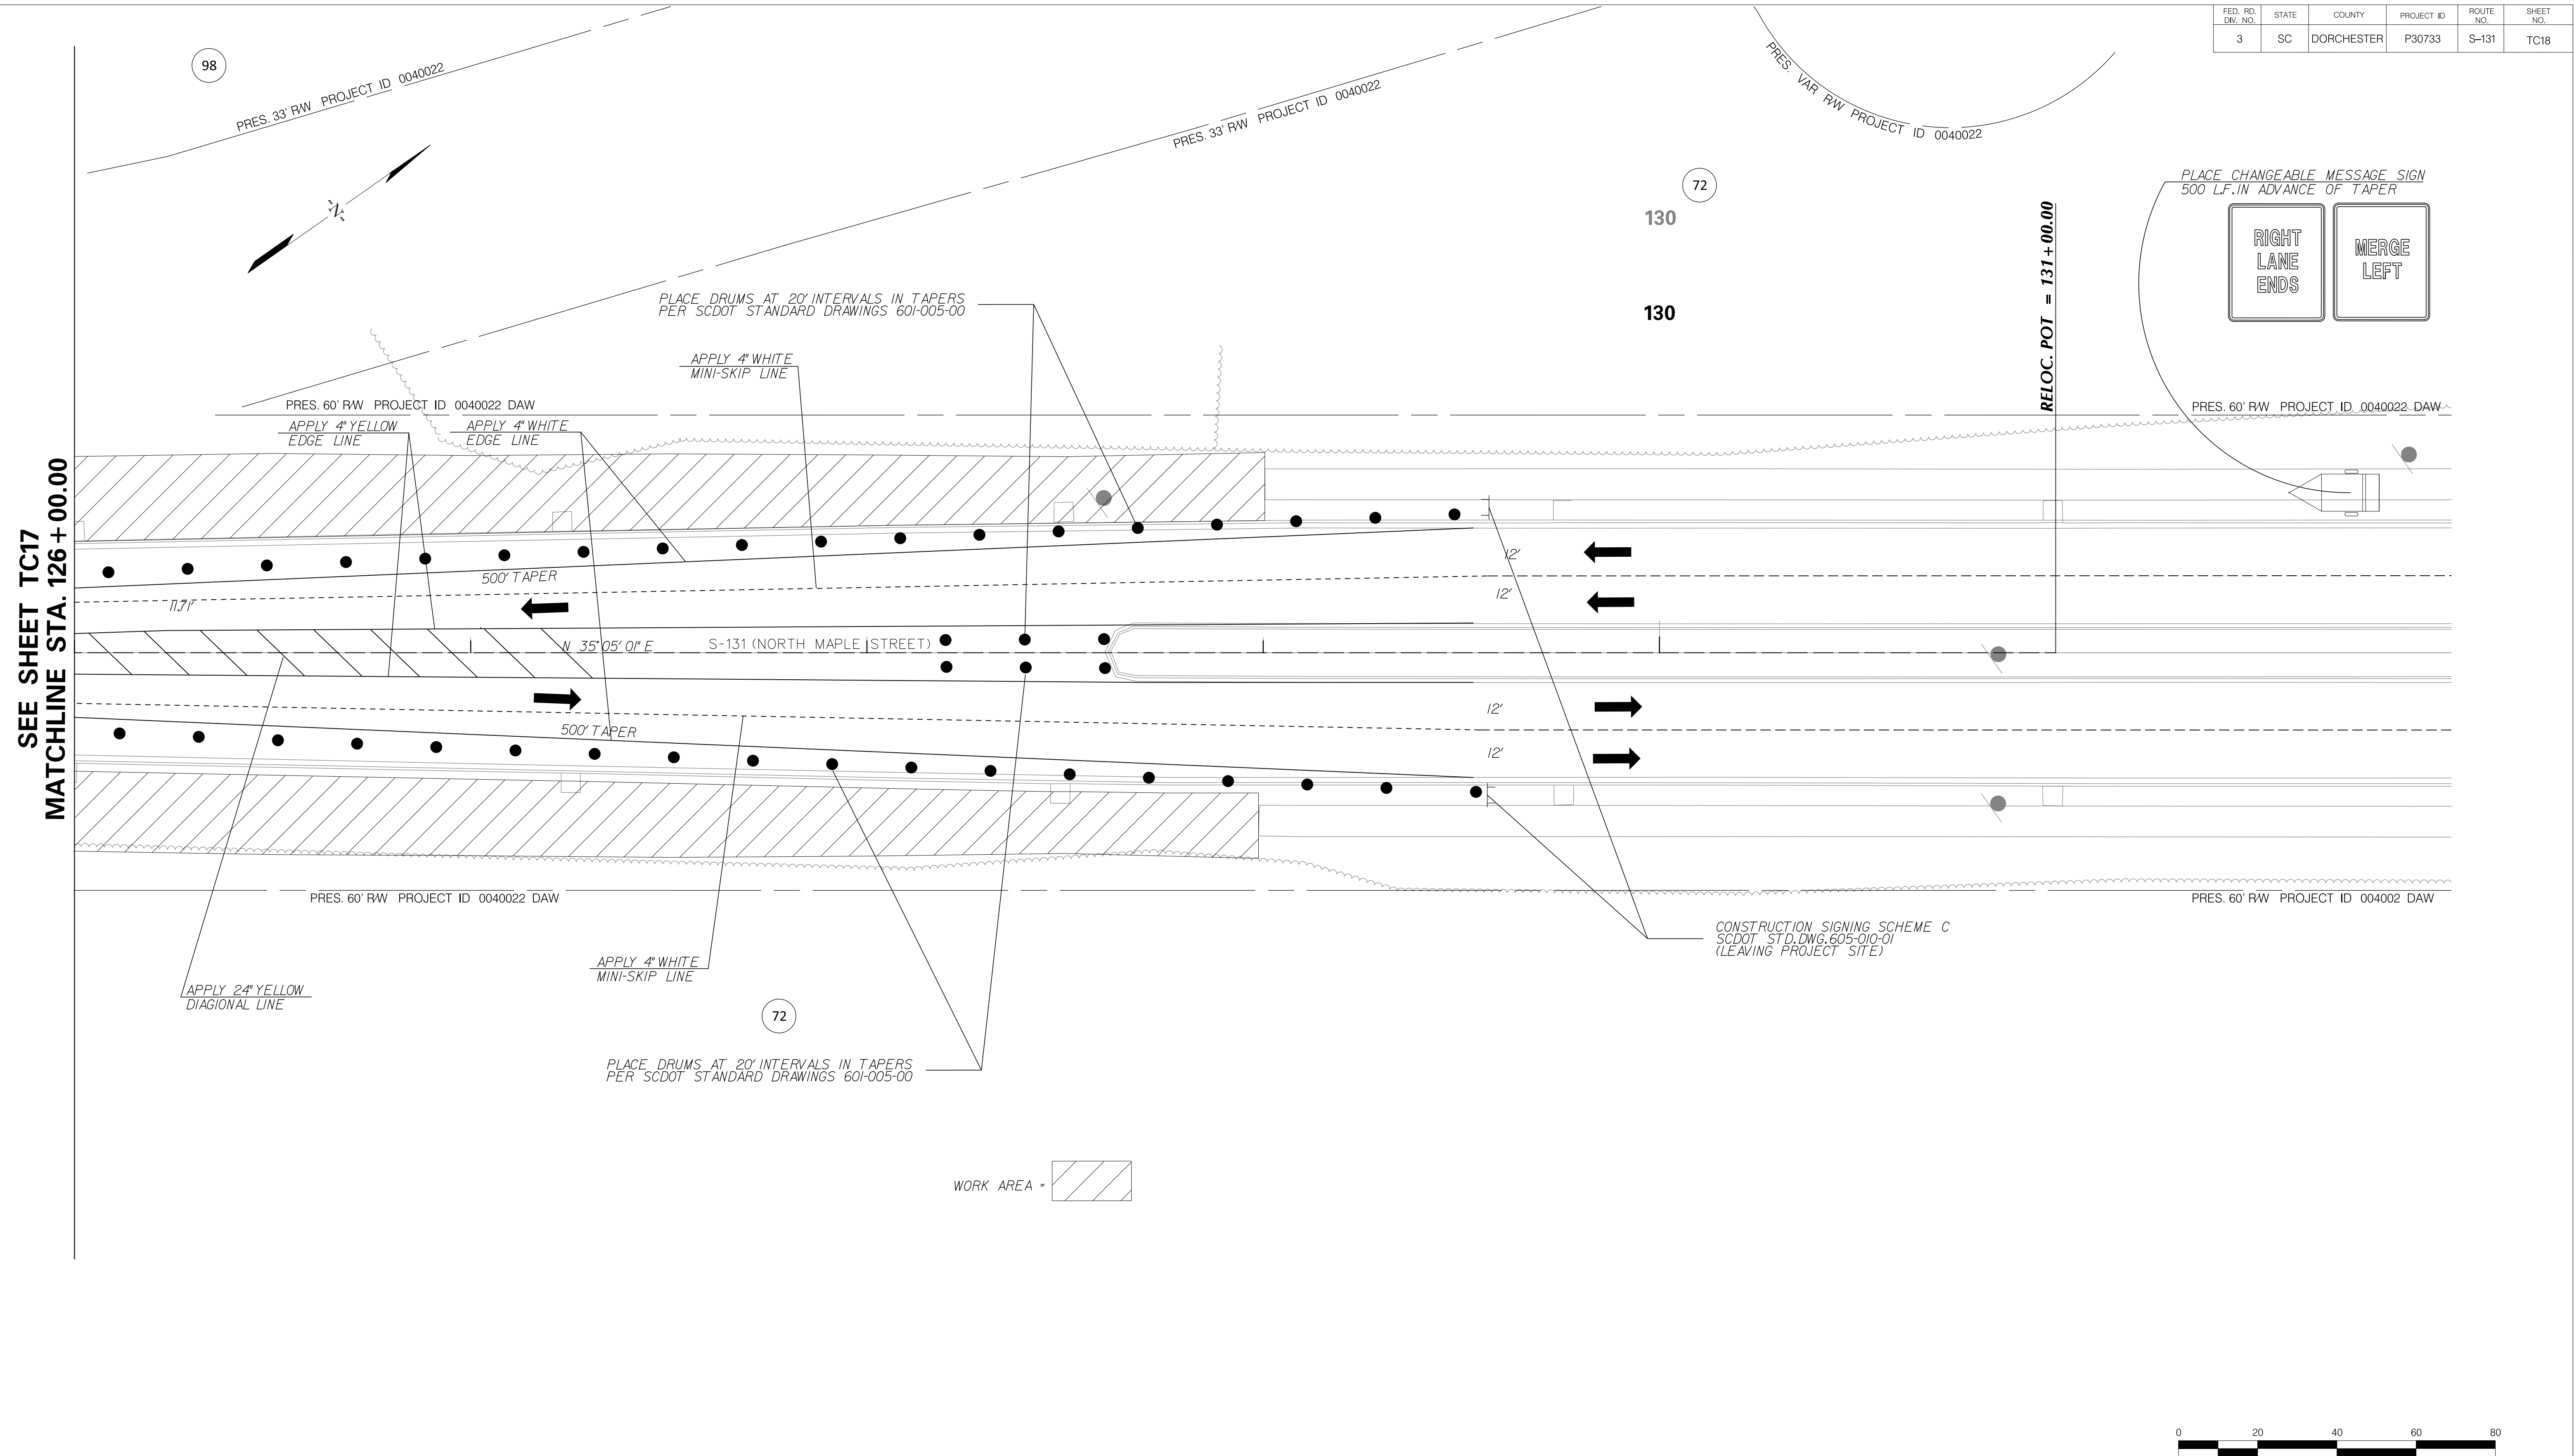 FED. RD. DIV. NO. STATE COUNTY PROJECT ID ROUTE NO. SHEET NO.
3 SC DORCHESTER P30733 S-131 TC18
98
PRES. 33' R/W PROJECT ID 0040022
PRES. 33' R/W PROJECT ID 0040022
PRES. VAR R/W PROJECT ID 0040022
-N-
72
130
130
RELOC. POT = 131+00.00
PLACE CHANGEABLE MESSAGE SIGN
500 L.F. IN ADVANCE OF TAPER
RIGHT
LANE
ENDS
MERGE
LEFT
PLACE DRUMS AT 20' INTERVALS IN TAPERS
PER SCDOT STANDARD DRAWINGS 601-005-00
APPLY 4" WHITE
MINI-SKIP LINE
PRES. 60' R/W PROJECT ID 0040022 DAW
PRES. 60' R/W PROJECT ID 0040022 DAW
APPLY 4" YELLOW
EDGE LINE
APPLY 4" WHITE
EDGE LINE
SEE SHEET TC17
MATCHLINE STA. 126+00.00
500' TAPER
11.71'
12'
12'
N 35° 05' 01" E
S-131 (NORTH MAPLE STREET)
12'
500' TAPER
12'
PRES. 60' R/W PROJECT ID 0040022 DAW
PRES. 60' R/W PROJECT ID 004002 DAW
CONSTRUCTION SIGNING SCHEME C
SCDOT STD. DWG. 605-010-01
(LEAVING PROJECT SITE)
APPLY 4" WHITE
MINI-SKIP LINE
APPLY 24" YELLOW
DIAGIONAL LINE
72
PLACE DRUMS AT 20' INTERVALS IN TAPERS
PER SCDOT STANDARD DRAWINGS 601-005-00
WORK AREA =
0 20 40 60 80